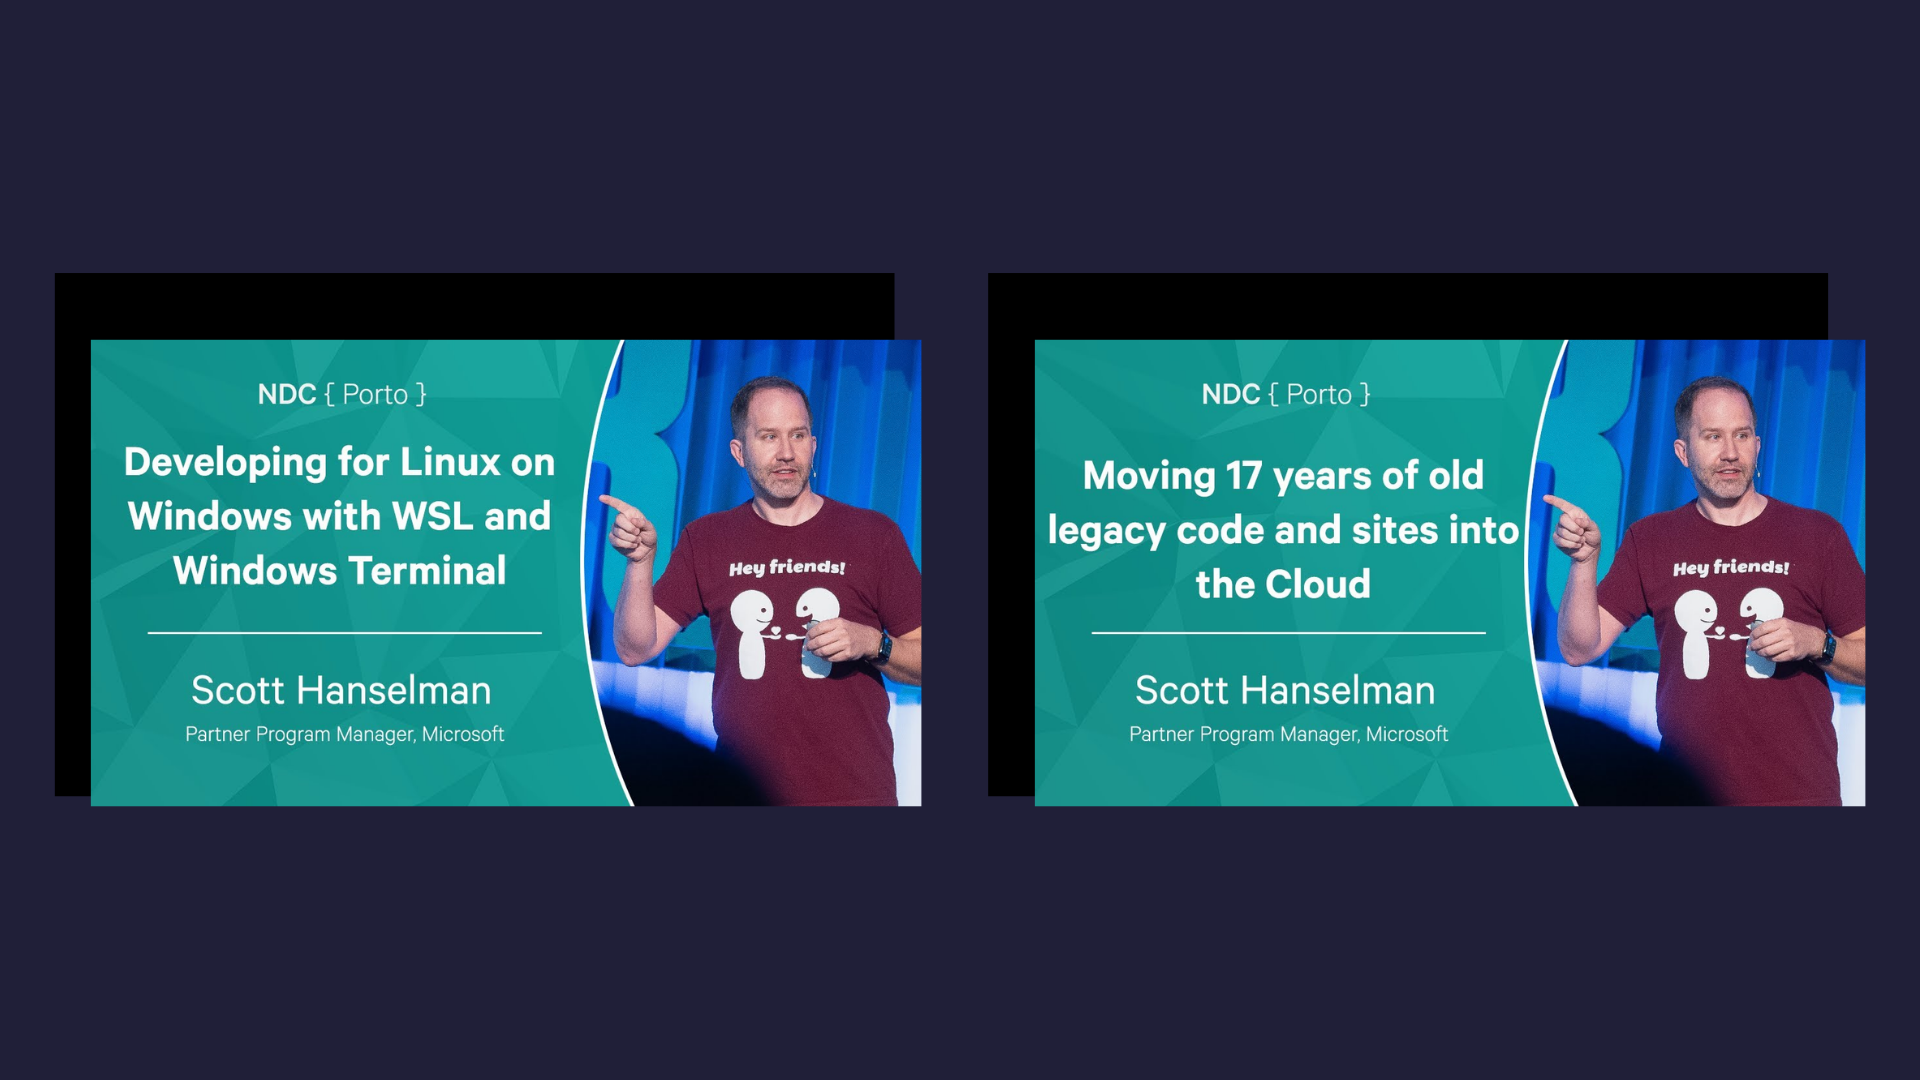 NDC { Porto }
Developing for Linux on
Windows with WSL and
Windows Terminal
Scott Hanselman
Partner Program Manager, Microsoft
Hey friends!
NDC { Porto }
Moving 17 years of old
legacy code and sites into
the Cloud
Scott Hanselman
Partner Program Manager, Microsoft
Hey friends!